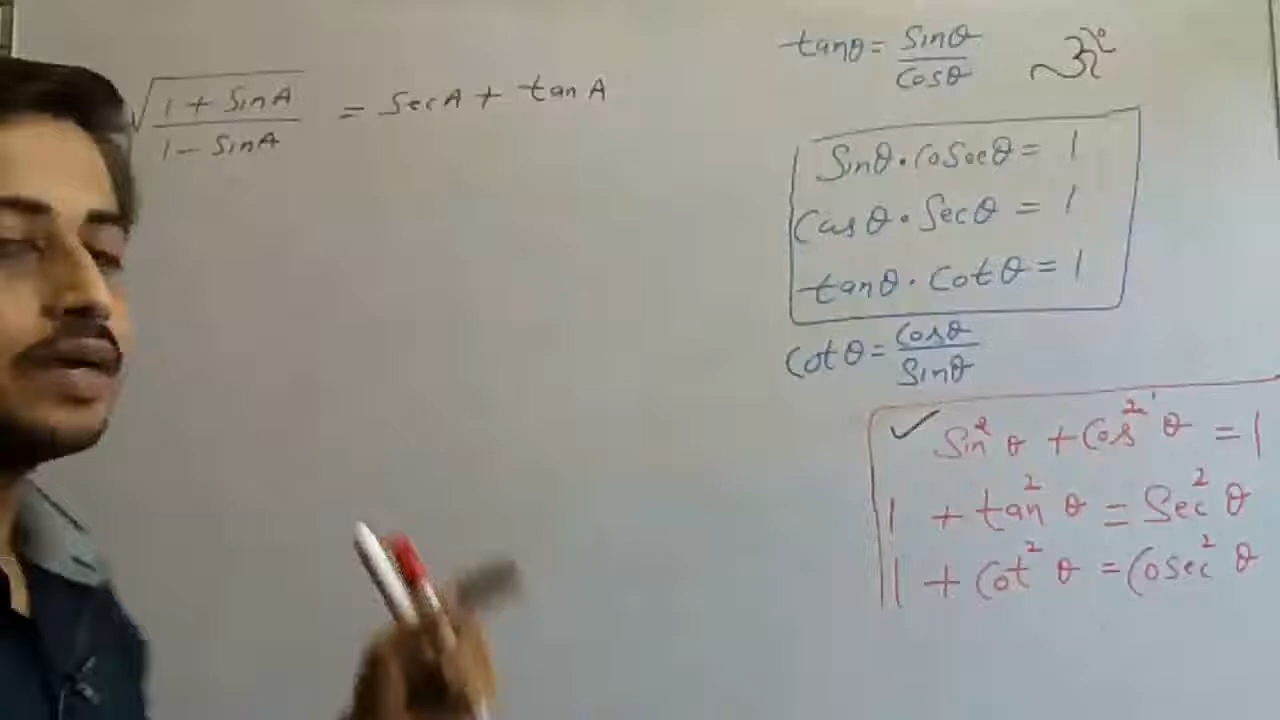 √(1 + sinA / 1 - sinA) = secA + tanA
tanθ = sinθ / cosθ
ॐ
sinθ . cosecθ = 1
cosθ . secθ = 1
tanθ . cotθ = 1
cotθ = cosθ / sinθ
✓ sin²θ + cos²θ = 1
1 + tan²θ = sec²θ
1 + cot²θ = cosec²θ